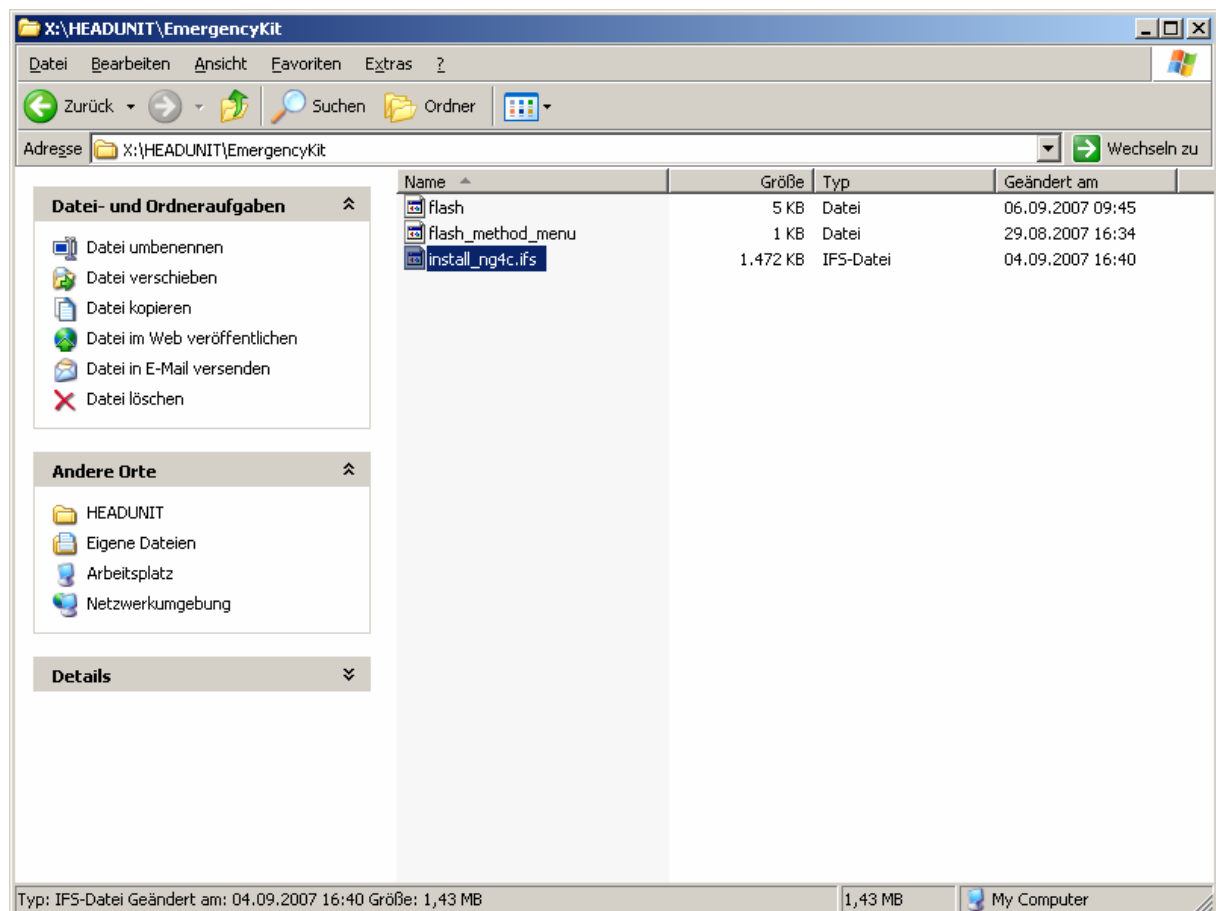 X:\HEADUNIT\EmergencyKit
Datei Bearbeiten Ansicht Favoriten Extras ?
Zurück Suchen Ordner
Adresse X:\HEADUNIT\EmergencyKit Wechseln zu
Datei- und Ordneraufgaben
Datei umbenennen
Datei verschieben
Datei kopieren
Datei im Web veröffentlichen
Datei in E-Mail versenden
Datei löschen
Andere Orte
HEADUNIT
Eigene Dateien
Arbeitsplatz
Netzwerkumgebung
Details
Name Größe Typ Geändert am
flash 5 KB Datei 06.09.2007 09:45
flash_method_menu 1 KB Datei 29.08.2007 16:34
install_ng4c.ifs 1.472 KB IFS-Datei 04.09.2007 16:40
Typ: IFS-Datei Geändert am: 04.09.2007 16:40 Größe: 1,43 MB 1,43 MB My Computer